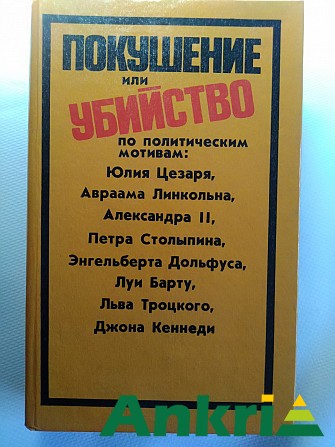 ПОКУШЕНИЕ
или
УБИЙСТВО
по политическим
мотивам:
Юлия Цезаря,
Авраама Линкольна,
Александра II,
Петра Столыпина,
Энгельберта Дольфуса,
Луи Барту,
Льва Троцкого,
Джона Кеннеди
Ankri